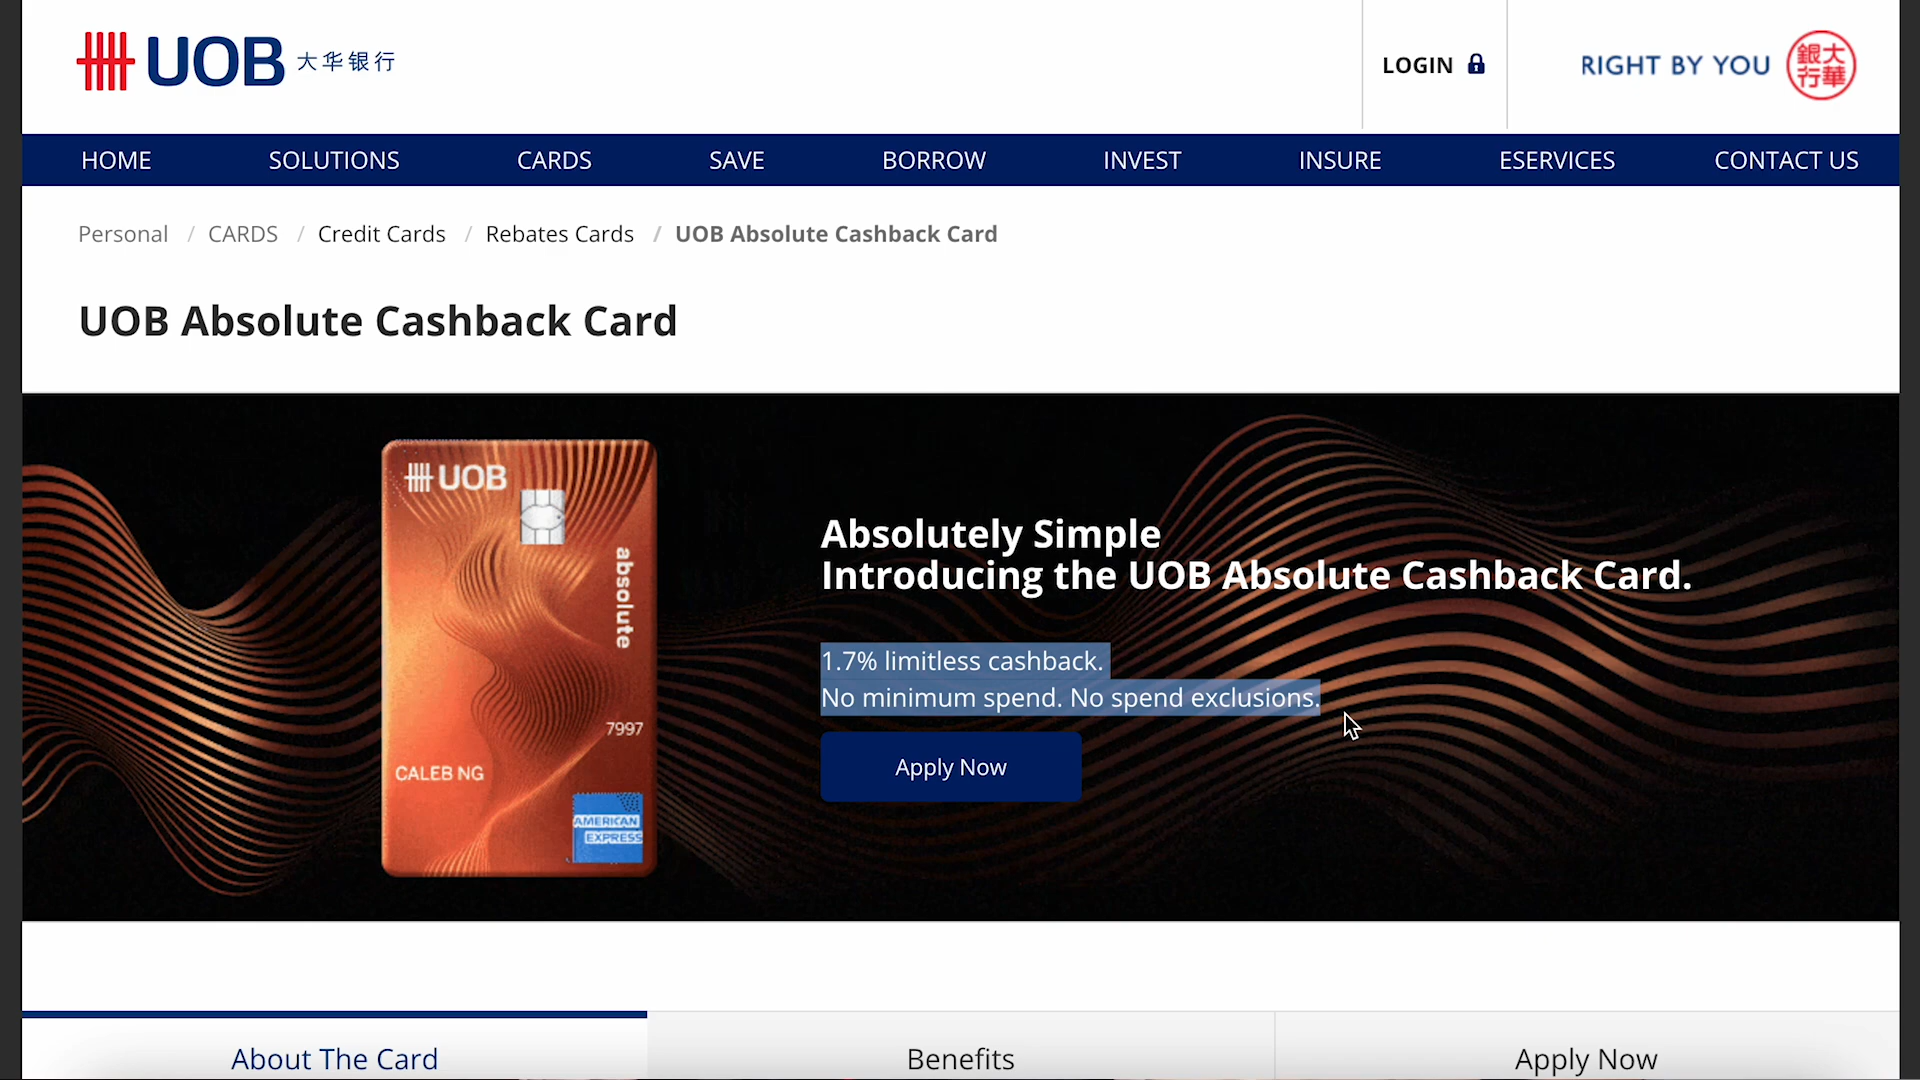 UOB 大华银行
LOGIN
RIGHT BY YOU
銀大
行華
HOME SOLUTIONS CARDS SAVE BORROW INVEST INSURE ESERVICES CONTACT US
Personal / CARDS / Credit Cards / Rebates Cards / UOB Absolute Cashback Card
UOB Absolute Cashback Card
UOB
absolute
7997
CALEB NG
AMERICAN
EXPRESS
Absolutely Simple
Introducing the UOB Absolute Cashback Card.
1.7% limitless cashback.
No minimum spend. No spend exclusions.
Apply Now
About The Card
Benefits
Apply Now